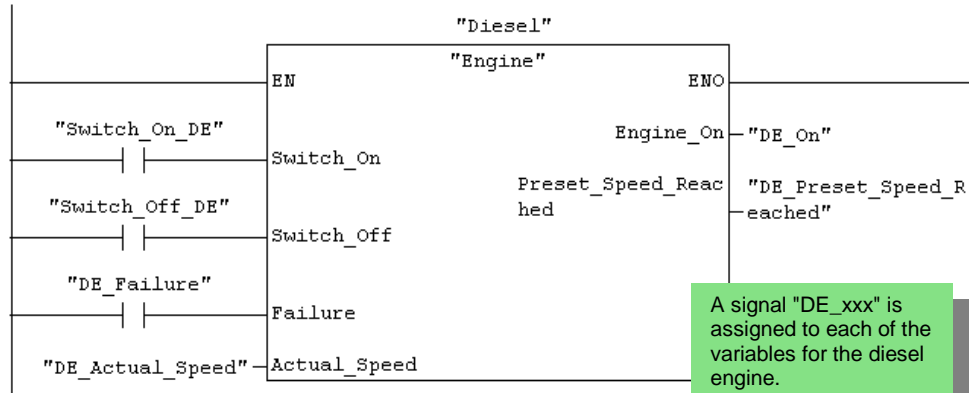 "Diesel"
"Engine"
EN
ENO
"Switch_On_DE"
Switch_On
Engine_On
"DE_On"
"Switch_Off_DE"
Switch_Off
Preset_Speed_Reac
hed
"DE_Preset_Speed_R
eached"
"DE_Failure"
Failure
"DE_Actual_Speed"
Actual_Speed
A signal "DE_xxx" is
assigned to each of the
variables for the diesel
engine.